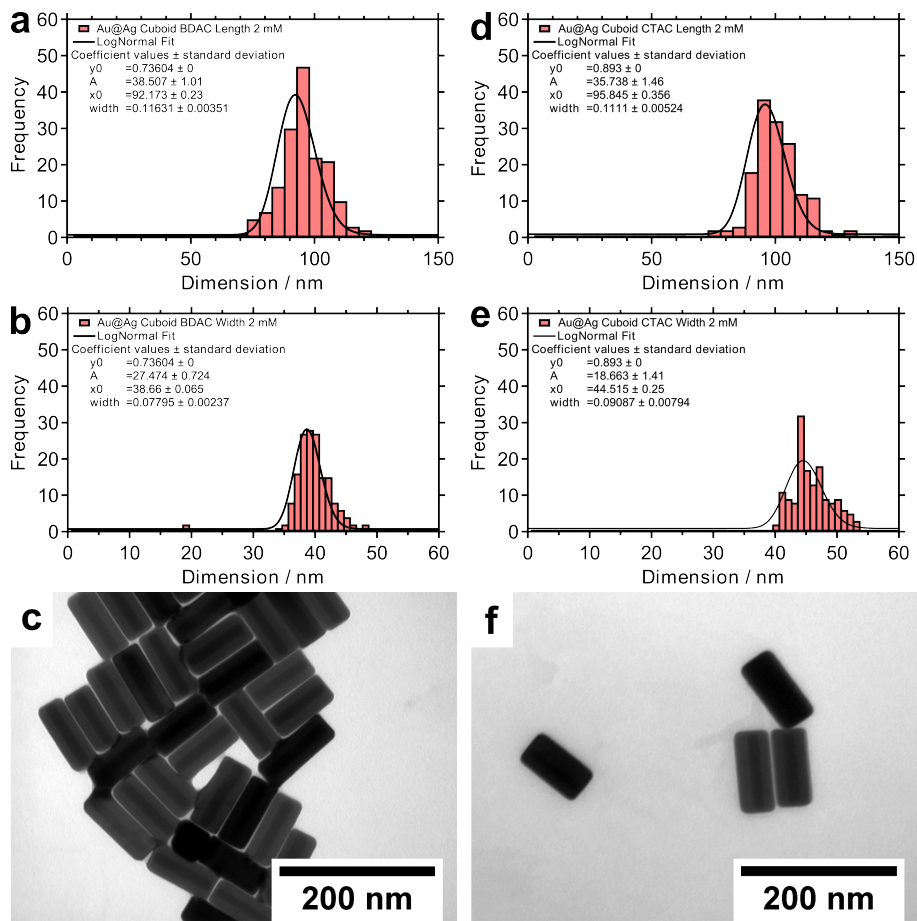 a
60
50
40
30
20
10
0
Frequency
Au@Ag Cuboid BDAC Length 2 mM
LogNormal Fit
Coefficient values ± standard deviation
y0 =0.73604 ± 0
A =38.507 ± 1.01
x0 =92.173 ± 0.23
width =0.11631 ± 0.00351
0 50 100 150
Dimension / nm
d
60
50
40
30
20
10
0
Frequency
Au@Ag Cuboid CTAC Length 2 mM
LogNormal Fit
Coefficient values ± standard deviation
y0 =0.893 ± 0
A =35.738 ± 1.46
x0 =95.845 ± 0.356
width =0.1111 ± 0.00524
0 50 100 150
Dimension / nm
b
60
50
40
30
20
10
0
Frequency
Au@Ag Cuboid BDAC Width 2 mM
LogNormal Fit
Coefficient values ± standard deviation
y0 =0.73604 ± 0
A =27.474 ± 0.724
x0 =38.66 ± 0.065
width =0.07795 ± 0.00237
0 10 20 30 40 50 60
Dimension / nm
e
60
50
40
30
20
10
0
Frequency
Au@Ag Cuboid CTAC Width 2 mM
LogNormal Fit
Coefficient values ± standard deviation
y0 =0.893 ± 0
A =18.663 ± 1.41
x0 =44.515 ± 0.25
width =0.09087 ± 0.00794
0 10 20 30 40 50 60
Dimension / nm
c
200 nm
f
200 nm